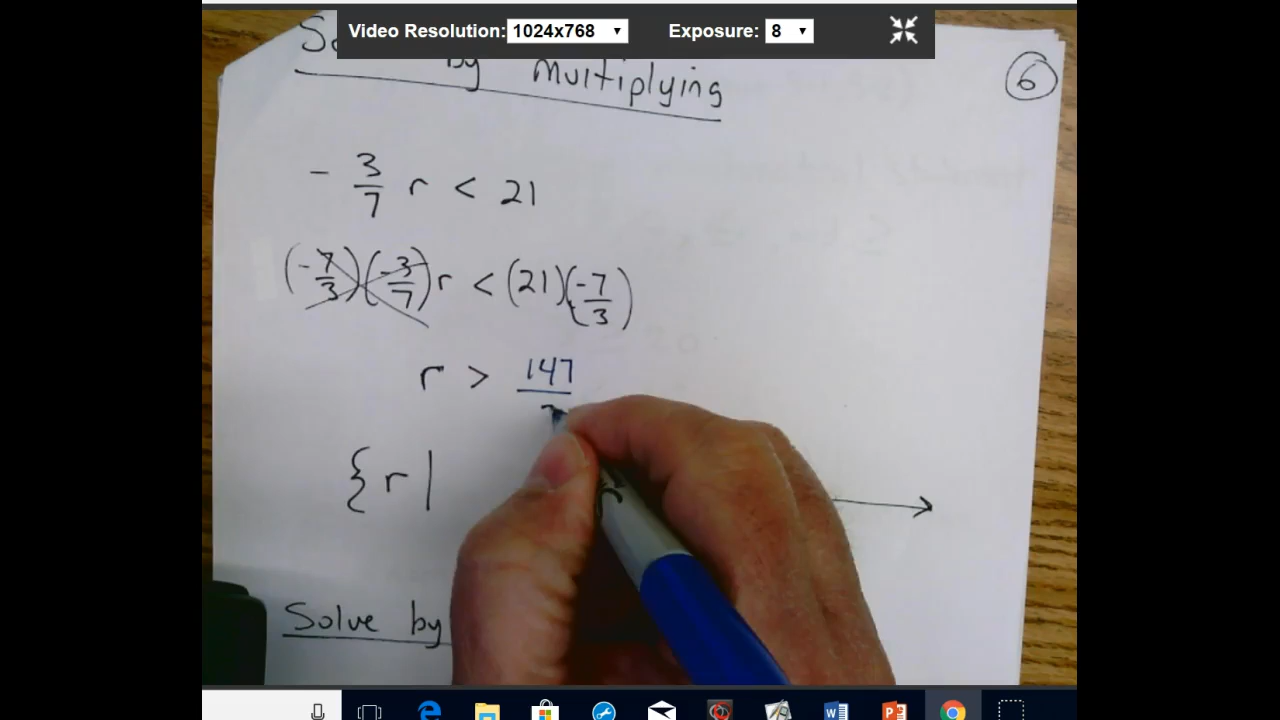 Video Resolution: 1024x768 Exposure: 8
by Multiplying
6
- 3/7 r < 21
(-7/3)(-3/7)r < (21)(-7/3)
r > 147
{ r |
Solve by